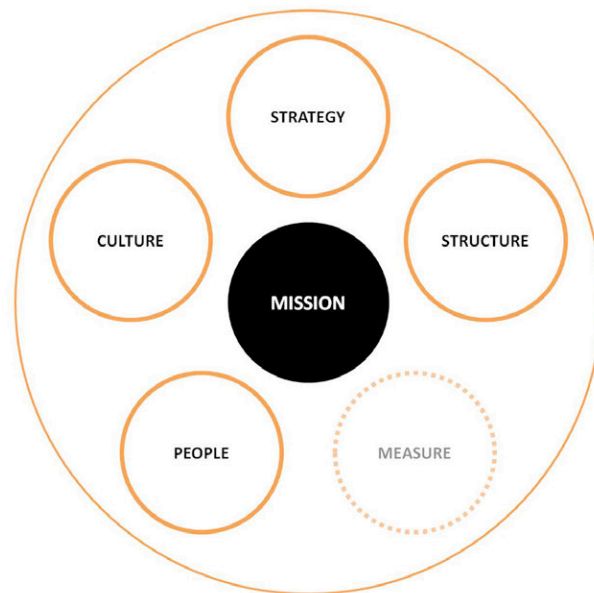 STRATEGY
CULTURE
STRUCTURE
MISSION
PEOPLE
MEASURE